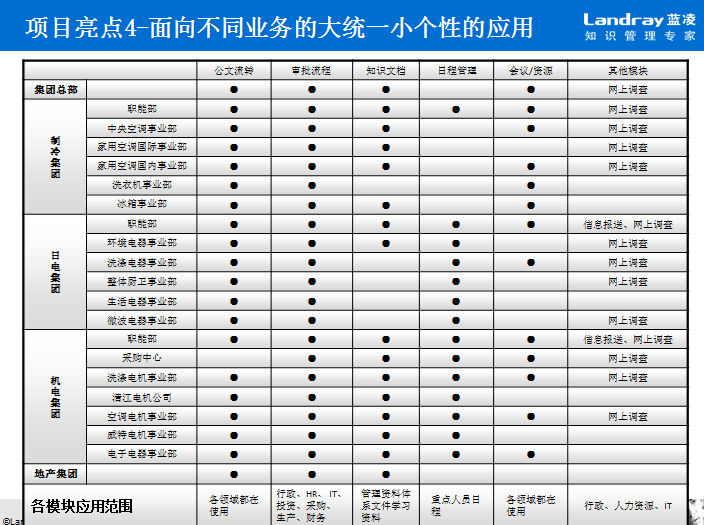 项目亮点4-面向不同业务的大统一小个性的应用
Landray 蓝凌
知识管理专家
公文流转 审批流程 知识文档 日程管理 会议/资源 其他模块
集团总部 ● ● ● ● 网上调查
制冷集团
职能部 ● ● ● ● ● 网上调查
中央空调事业部 ● ● ● ● 网上调查
家用空调国际事业部 ● ● ● 网上调查
家用空调国内事业部 ● ● ● ● 网上调查
洗衣机事业部 ● ● ●
冰箱事业部 ● ● ● ● 网上调查
日电集团
职能部 ● ● ● ● ● 信息报送、网上调查
环境电器事业部 ● ● ● ● 网上调查
洗涤电器事业部 ● ● ● ● 网上调查
整体厨卫事业部 ● ● ● 网上调查
生活电器事业部 ● ● ●
微波电器事业部 ● ● ● 网上调查
机电集团
职能部 ● ● ● ● ● 信息报送、网上调查
采购中心 ● ● ● ● 网上调查
洗涤电机事业部 ● ● ● ● ● 网上调查
清江电机公司 ● ● ● ●
空调电机事业部 ● ● ● ● ● 网上调查
威特电机事业部 ● ● ● ●
电子电器事业部 ● ● ● ● ●
地产集团 ● ● ●
各模块应用范围
各领域都在
使用
行政、HR、IT、
投资、采购、
生产、财务
管理资料体
系文件学习
资料
重点人员日
程
各领域都在
使用
行政、人力资源、IT
©Lan